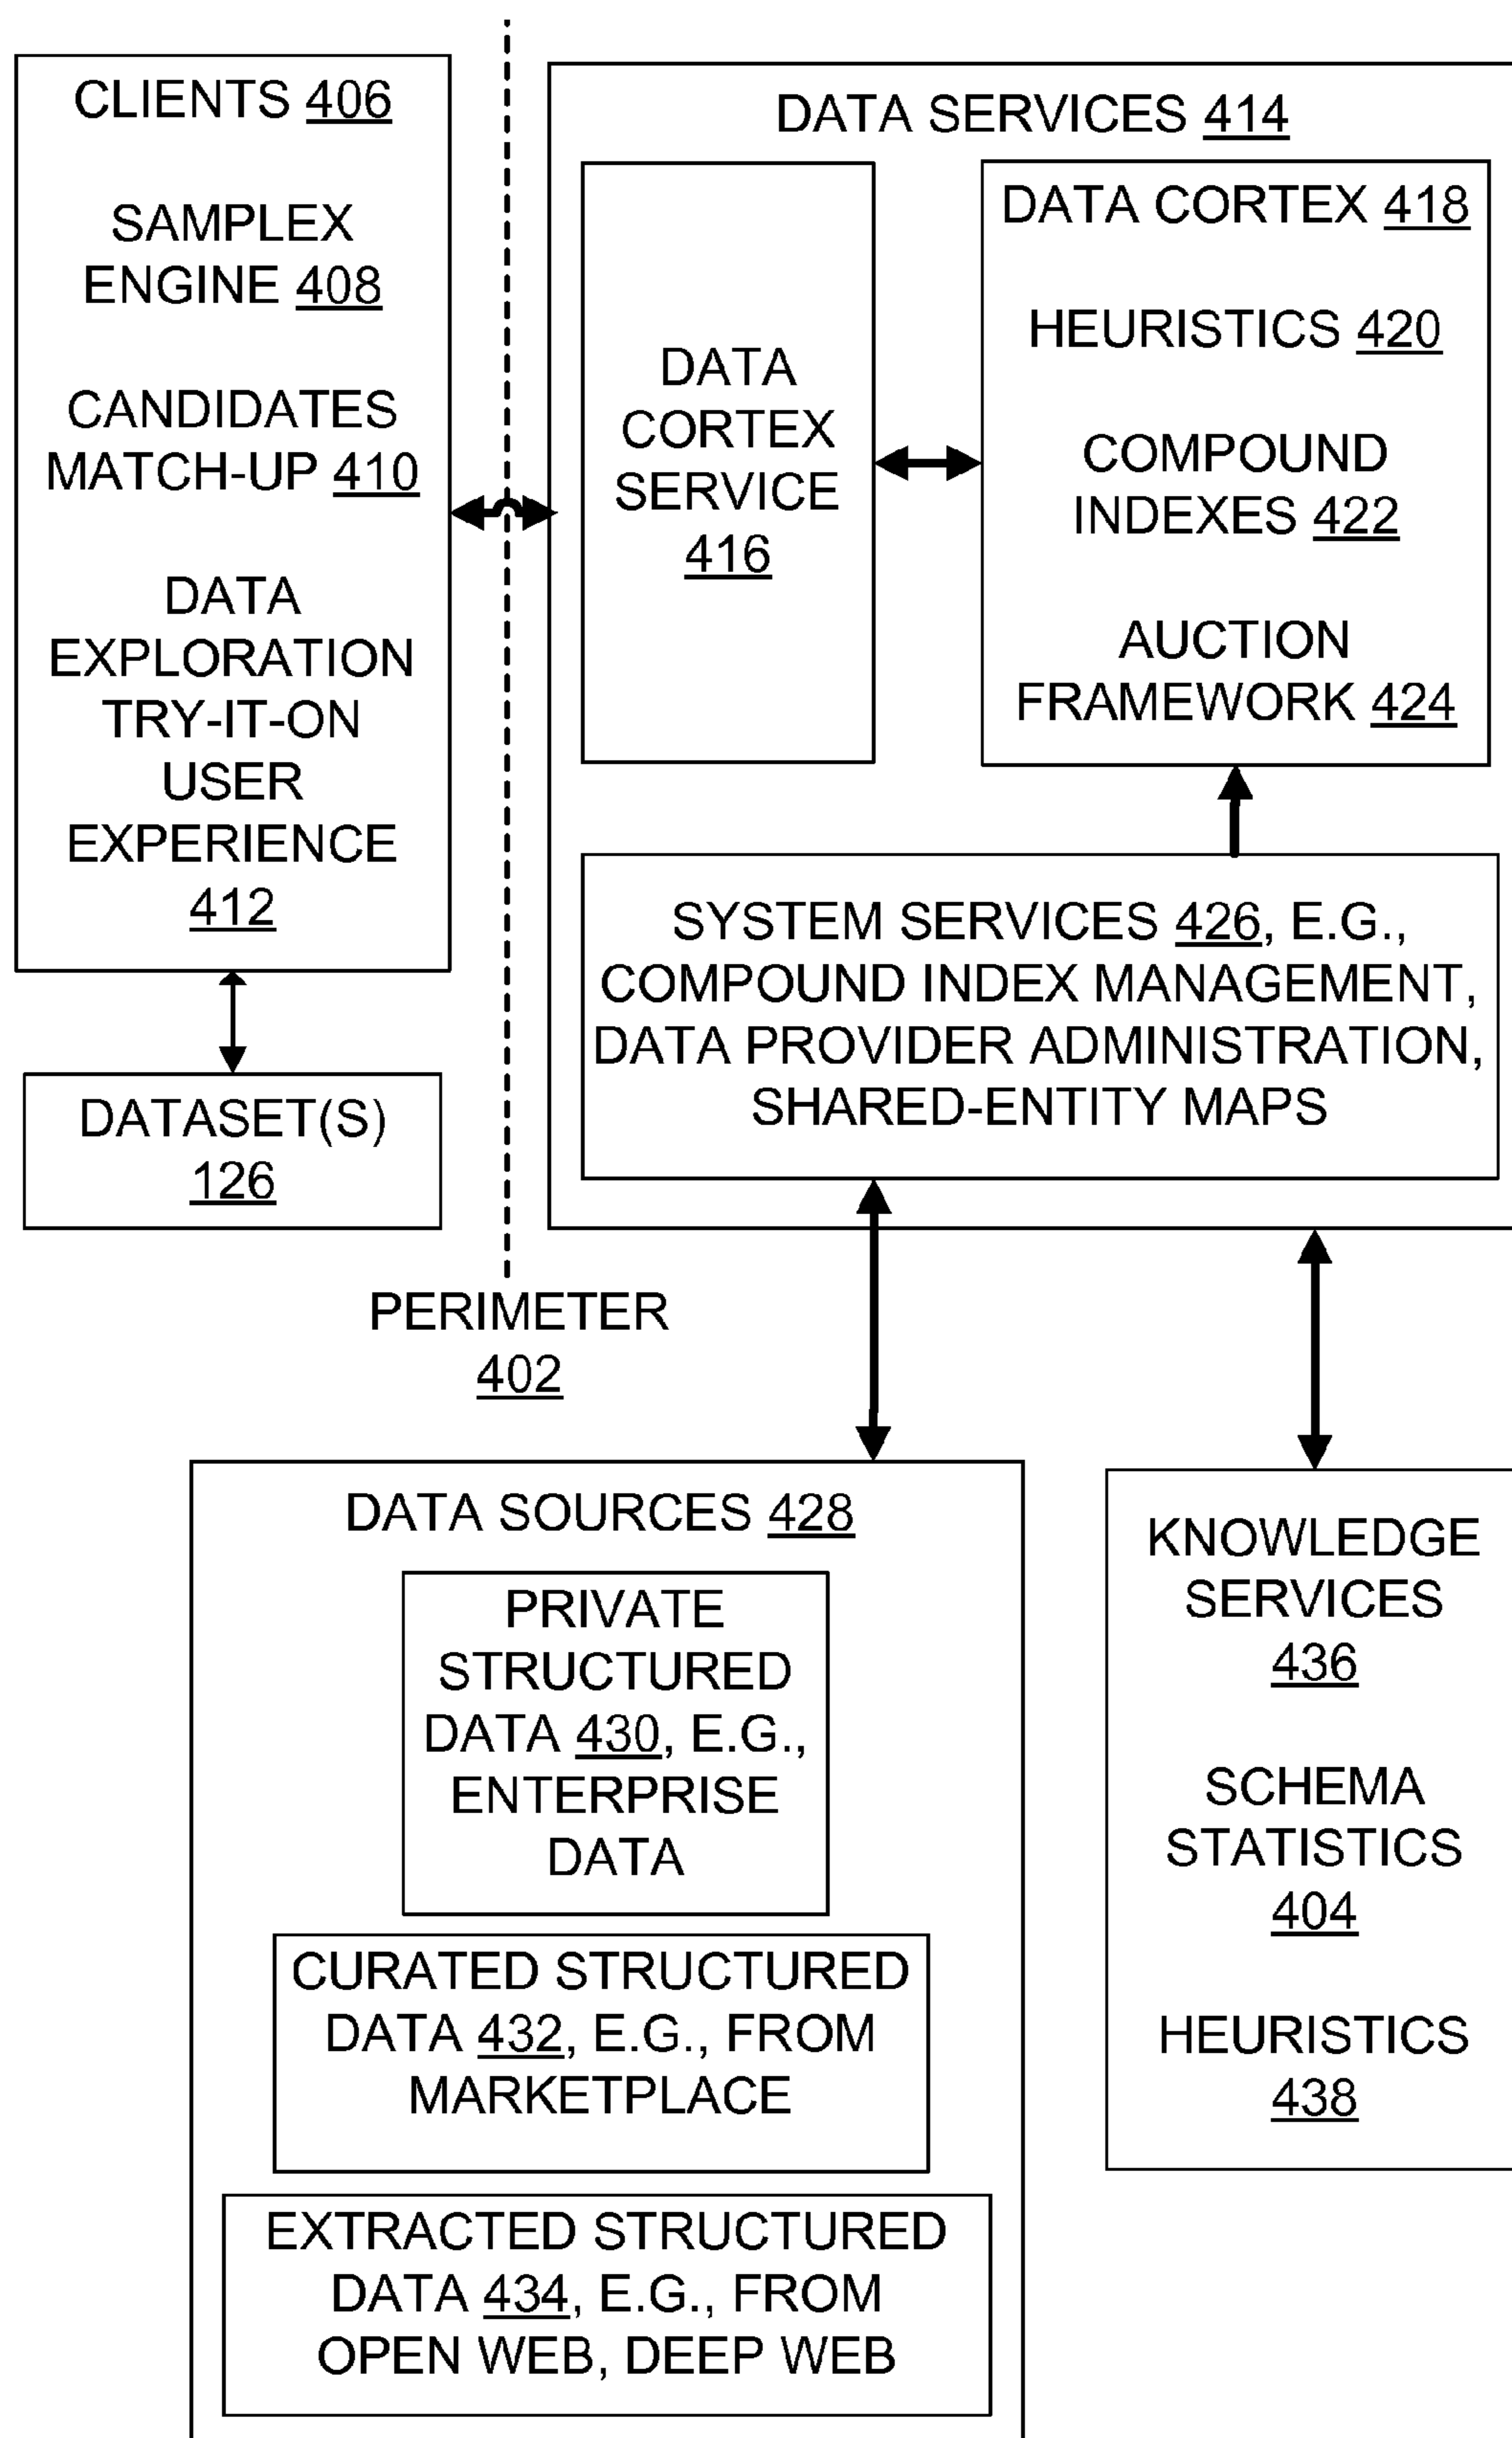 CLIENTS 406
SAMPLEX
ENGINE 408
CANDIDATES
MATCH-UP 410
DATA
EXPLORATION
TRY-IT-ON
USER
EXPERIENCE
412
DATASET(S)
126
PERIMETER
402
DATA SERVICES 414
DATA
CORTEX
SERVICE
416
DATA CORTEX 418
HEURISTICS 420
COMPOUND
INDEXES 422
AUCTION
FRAMEWORK 424
SYSTEM SERVICES 426, E.G.,
COMPOUND INDEX MANAGEMENT,
DATA PROVIDER ADMINISTRATION,
SHARED-ENTITY MAPS
DATA SOURCES 428
PRIVATE
STRUCTURED
DATA 430, E.G.,
ENTERPRISE
DATA
CURATED STRUCTURED
DATA 432, E.G., FROM
MARKETPLACE
EXTRACTED STRUCTURED
DATA 434, E.G., FROM
OPEN WEB, DEEP WEB
KNOWLEDGE
SERVICES
436
SCHEMA
STATISTICS
404
HEURISTICS
438